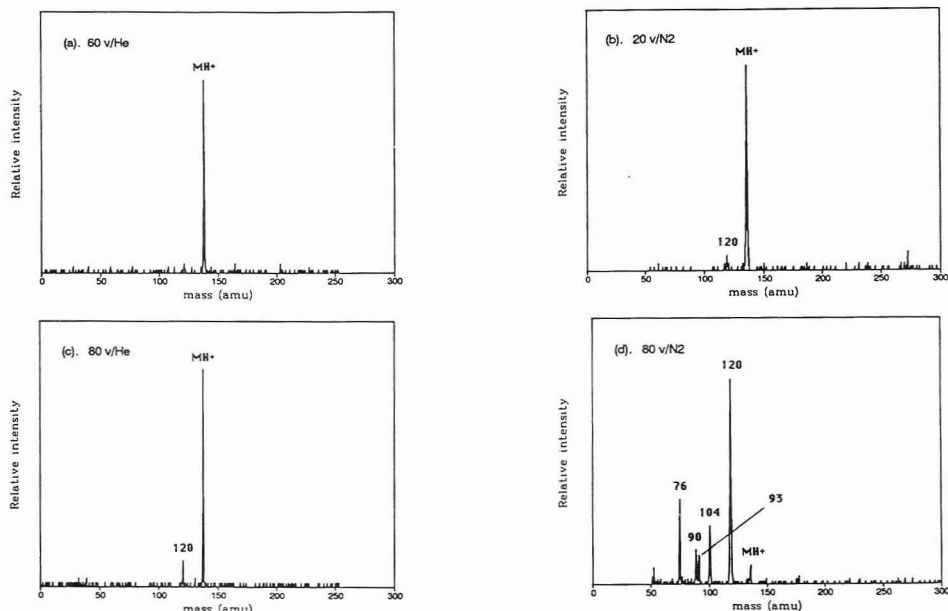 (a). 60 v/He
MH+
Relative intensity
0 50 100 150 200 250 300
mass (amu)
(b). 20 v/N2
MH+
120
Relative intensity
0 50 100 150 200 250 300
mass (amu)
(c). 80 v/He
MH+
120
Relative intensity
0 50 100 150 200 250 300
mass (amu)
(d). 80 v/N2
120
76
93
104
90
MH+
Relative intensity
0 50 100 150 200 250 300
mass (amu)